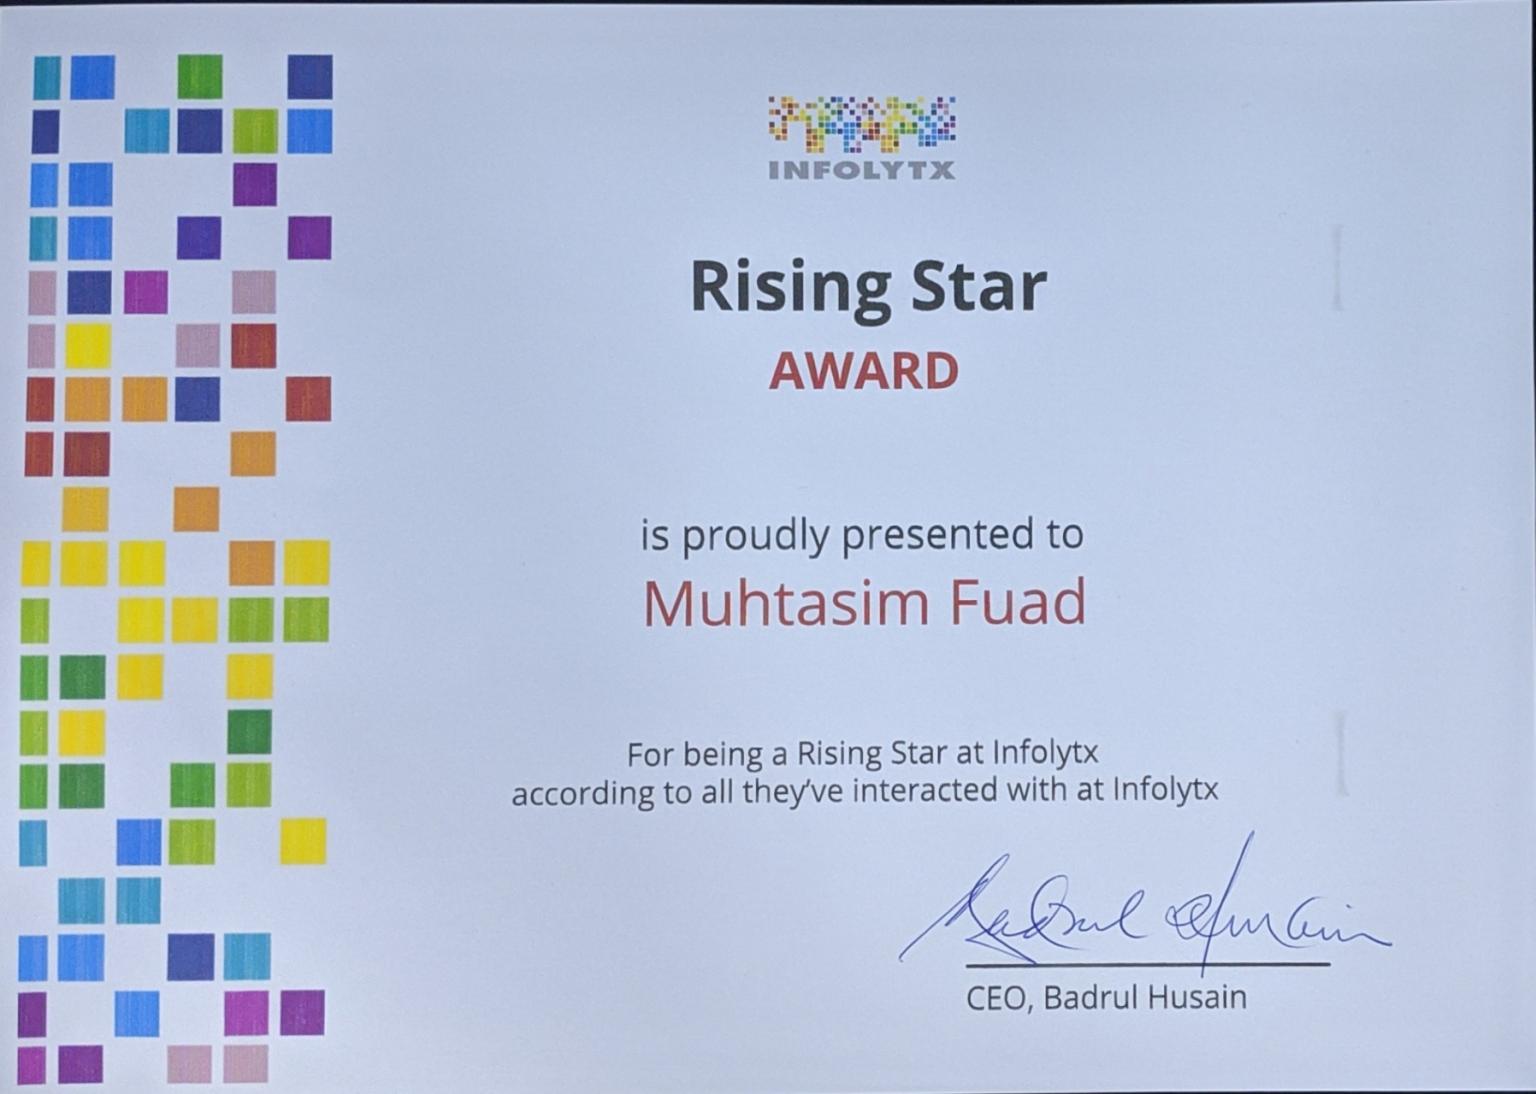 INFOLYTX
Rising Star
AWARD
is proudly presented to
Muhtasim Fuad
For being a Rising Star at Infolytx
according to all they've interacted with at Infolytx
Badrul Husain
CEO, Badrul Husain